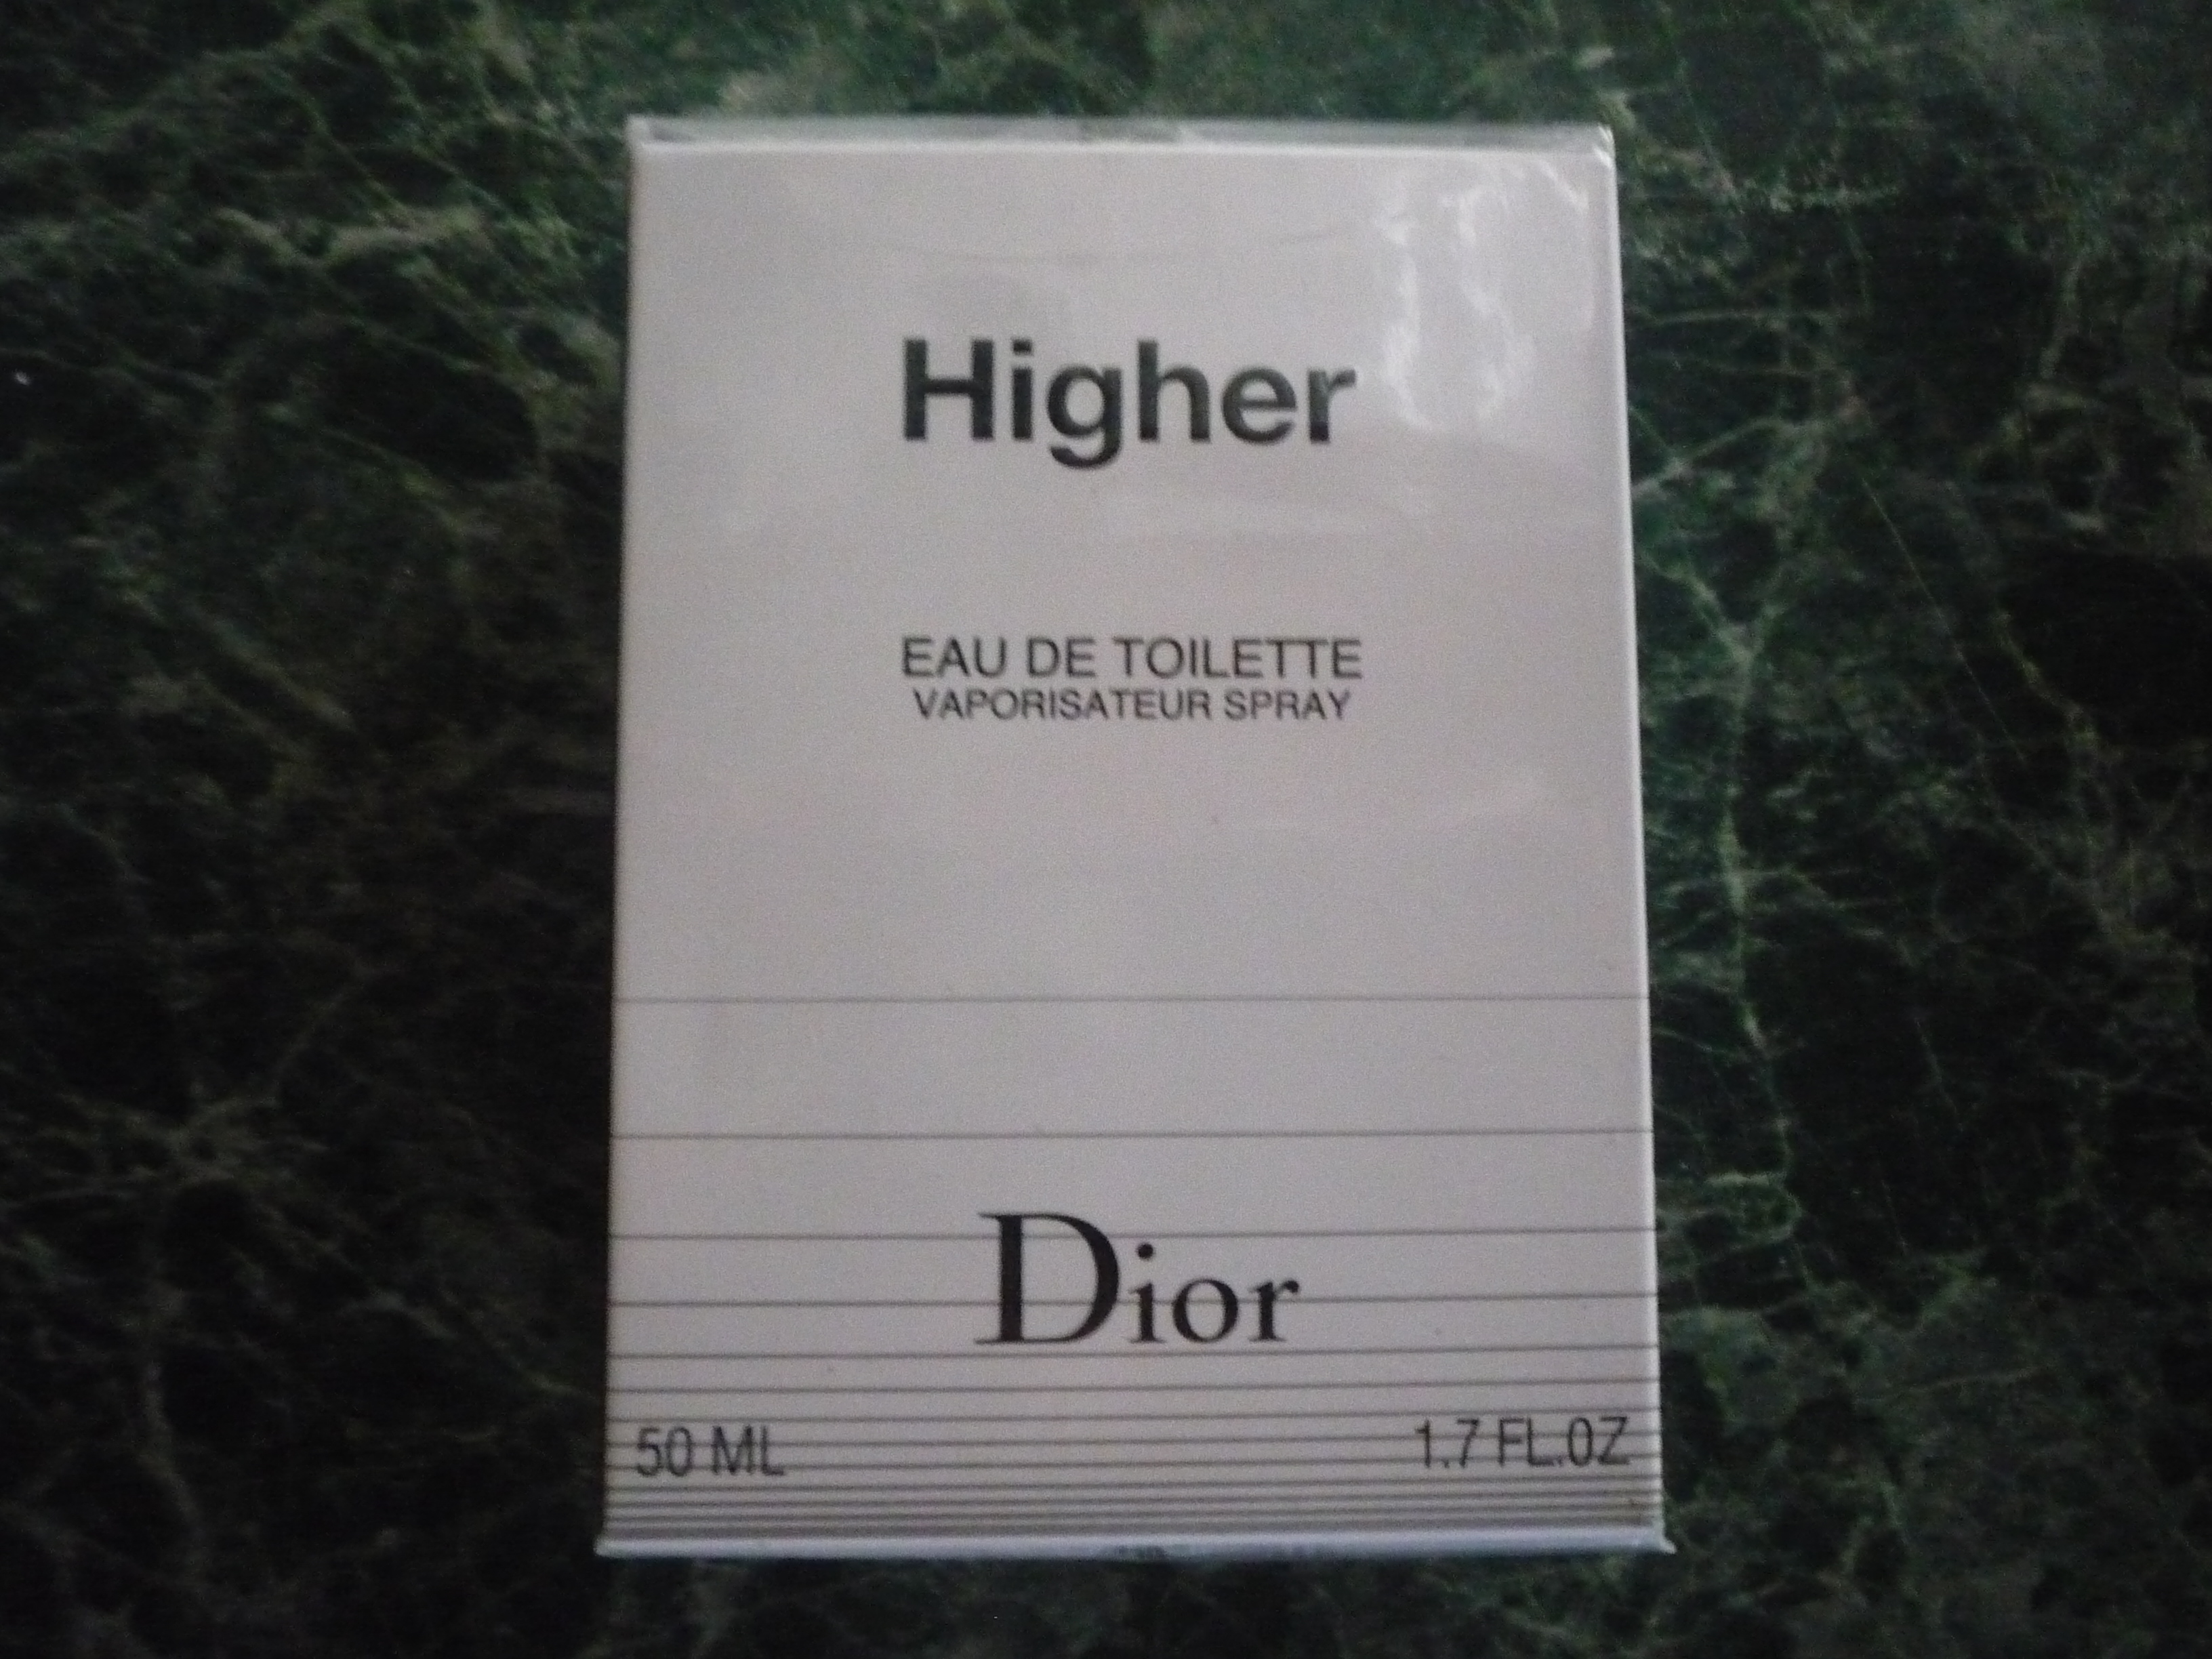 Higher
EAU DE TOILETTE
VAPORISATEUR SPRAY
Dior
50 ML 1.7 FL.OZ